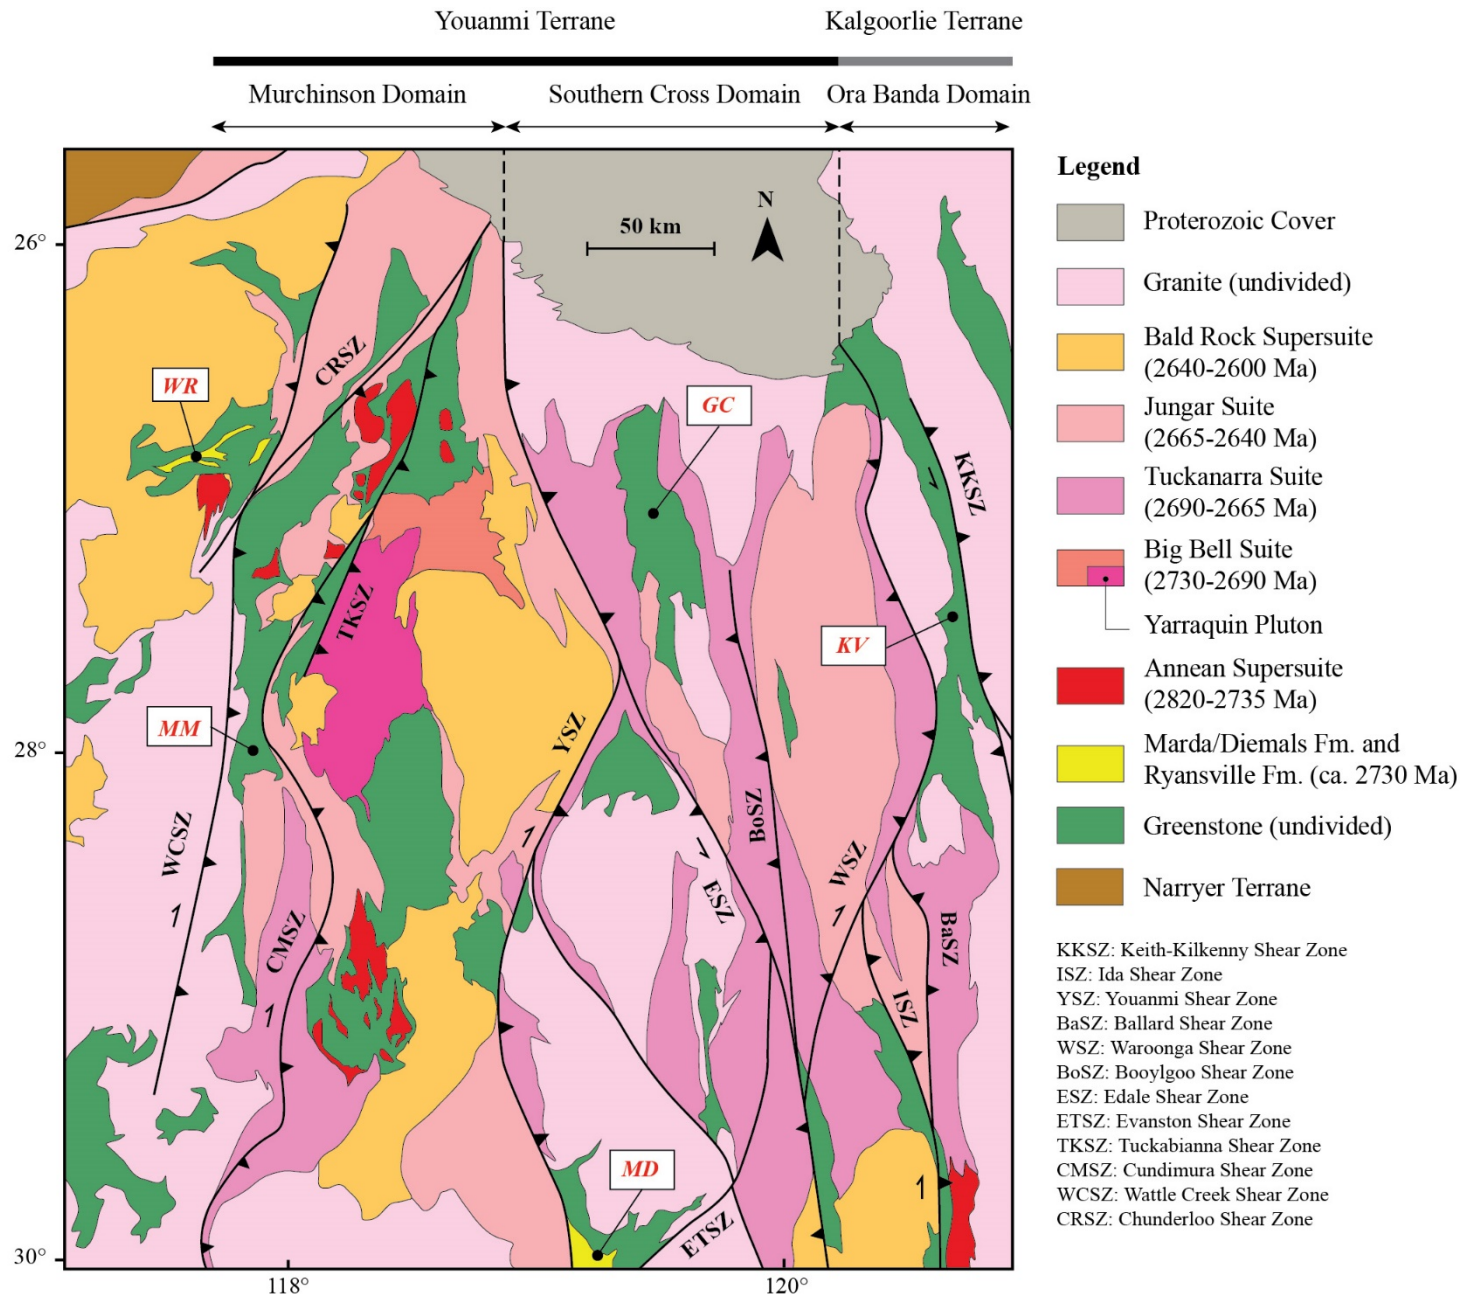 Youanmi Terrane
Kalgoorlie Terrane
Murchinson Domain
Southern Cross Domain
Ora Banda Domain
26°
28°
30°
118°
120°
50 km
N
CRSZ
WR
GC
KKSZ
TKSZ
KV
MM
YSZ
WCSZ
BoSZ
WSZ
ESZ
CMSZ
BaSZ
ISZ
MD
ETSZ
Legend
Proterozoic Cover
Granite (undivided)
Bald Rock Supersuite
(2640-2600 Ma)
Jungar Suite
(2665-2640 Ma)
Tuckanarra Suite
(2690-2665 Ma)
Big Bell Suite
(2730-2690 Ma)
Yarraquin Pluton
Annean Supersuite
(2820-2735 Ma)
Marda/Diemals Fm. and
Ryansville Fm. (ca. 2730 Ma)
Greenstone (undivided)
Narryer Terrane
KKSZ: Keith-Kilkenny Shear Zone
ISZ: Ida Shear Zone
YSZ: Youanmi Shear Zone
BaSZ: Ballard Shear Zone
WSZ: Waroonga Shear Zone
BoSZ: Booylgoo Shear Zone
ESZ: Edale Shear Zone
ETSZ: Evanston Shear Zone
TKSZ: Tuckabianna Shear Zone
CMSZ: Cundimura Shear Zone
WCSZ: Wattle Creek Shear Zone
CRSZ: Chunderloo Shear Zone